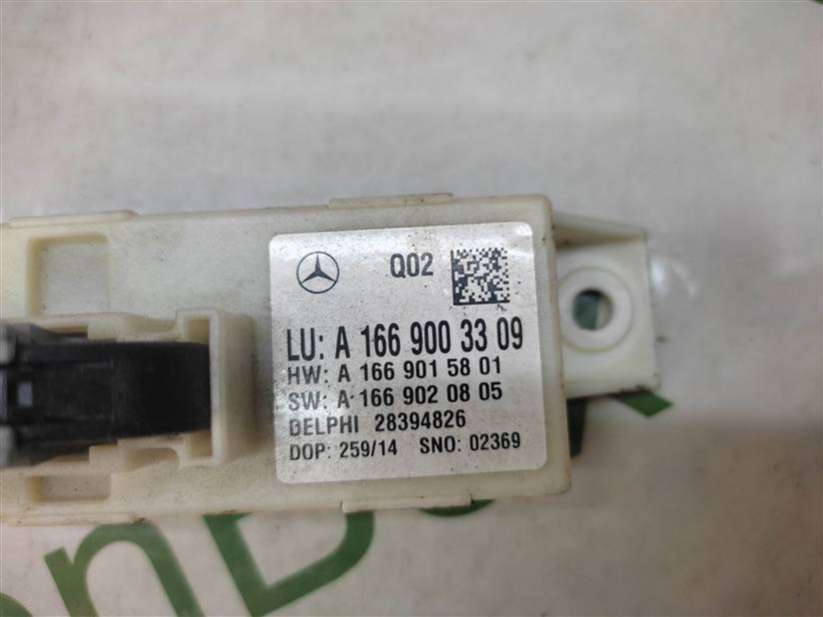 Q02
LU: A 166 900 33 09
HW: A 166 901 58 01
SW: A 166 902 08 05
DELPHI 28394826
DOP: 259/14 SNO: 02369